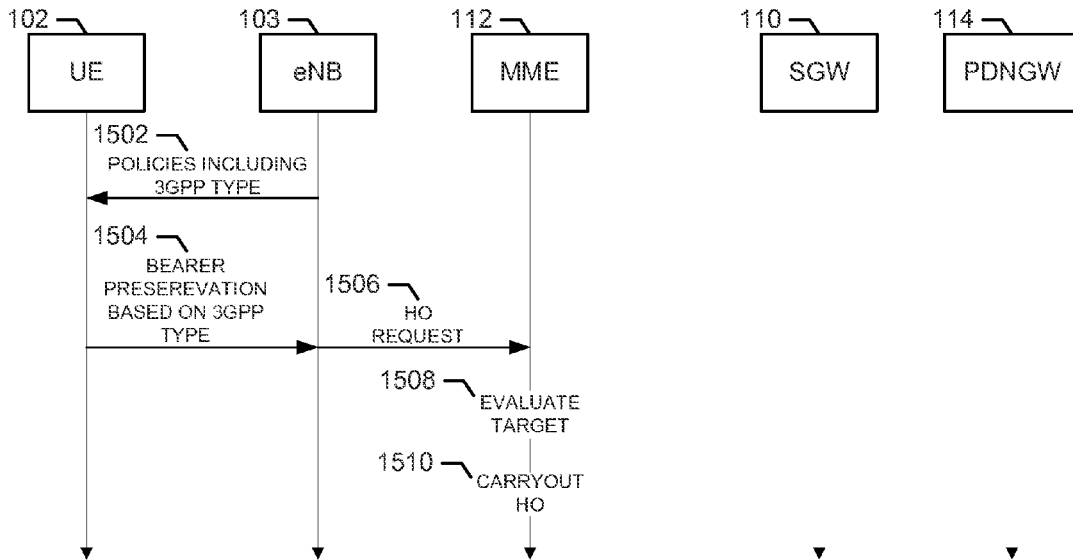 102
103
112
110
114
UE
eNB
MME
SGW
PDNGW
1502
POLICIES INCLUDING
3GPP TYPE
1504
BEARER
PRESEREVATION
BASED ON 3GPP
TYPE
1506
HO
REQUEST
1508
EVALUATE
TARGET
1510
CARRYOUT
HO